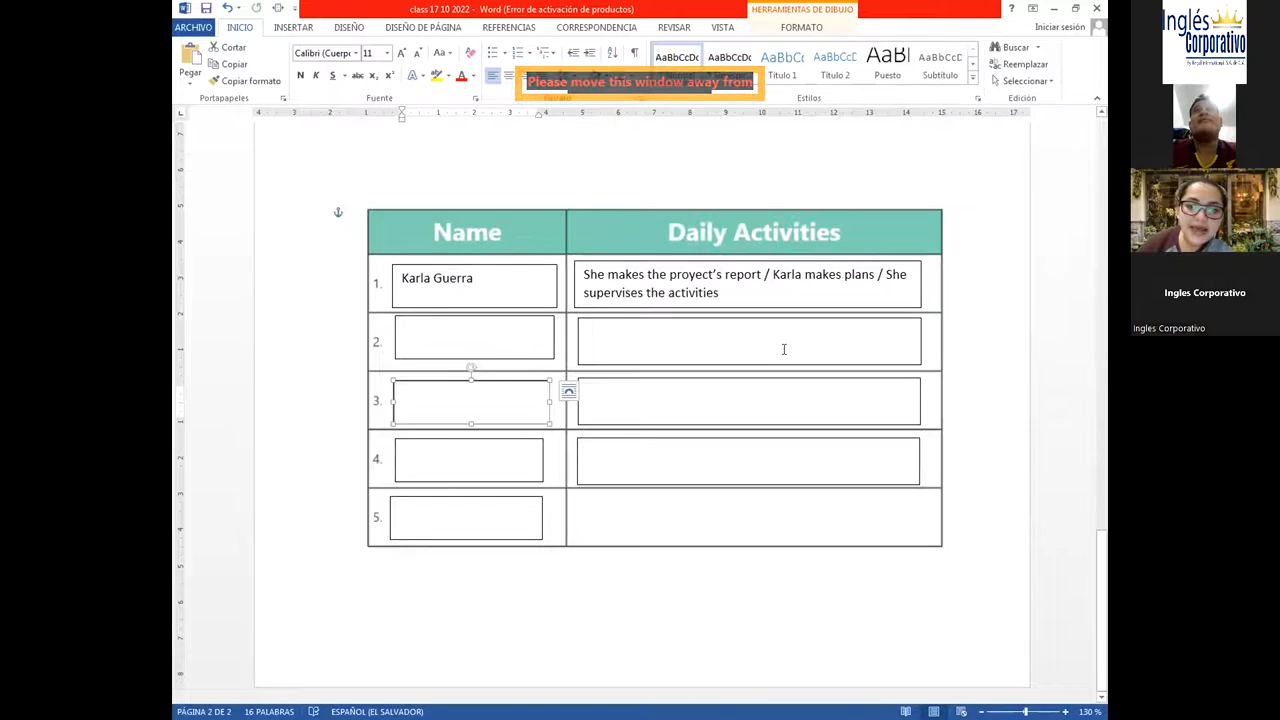 class 17 10 2022 - Word (Error de activación de productos)
HERRAMIENTAS DE DIBUJO
ARCHIVO INICIO INSERTAR DISEÑO DISEÑO DE PÁGINA REFERENCIAS CORRESPONDENCIA REVISAR VISTA FORMATO
Iniciar sesión
Pegar
Cortar
Copiar
Copiar formato
Portapapeles
Calibri (Cuerpo 11
Fuente
Please move this window away from
AaBbCcDc AaBbCcDc AaBbCc AaBbCcC AaBl AaBbCcD
Título 1 Título 2 Puesto Subtítulo
Estilos
Buscar
Reemplazar
Seleccionar
Edición
Name Daily Activities
1. Karla Guerra
She makes the proyect's report / Karla makes plans / She
supervises the activities
2.
3.
4.
5.
PÁGINA 2 DE 2 16 PALABRAS ESPAÑOL (EL SALVADOR) 130 %
Inglés
Corporativo
Ingles Corporativo
Ingles Corporativo